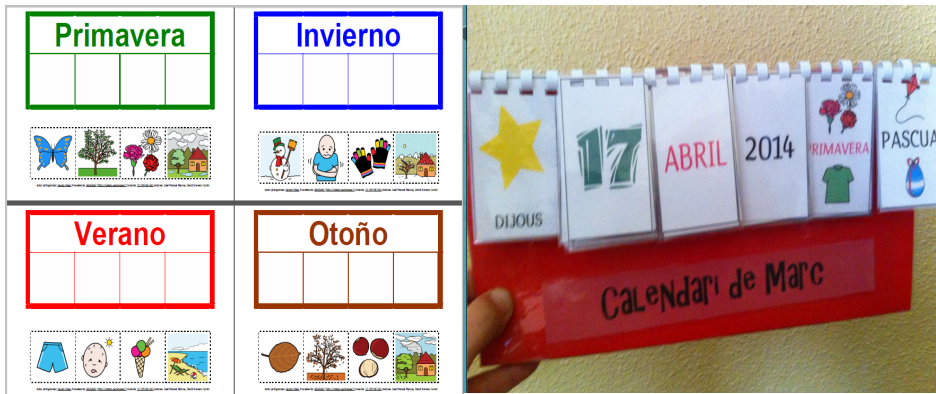 Primavera
Invierno
Verano
Otoño
DIJOUS
17
ABRIL
2014
PRIMAVERA
PASCUA
Calendari de Marc